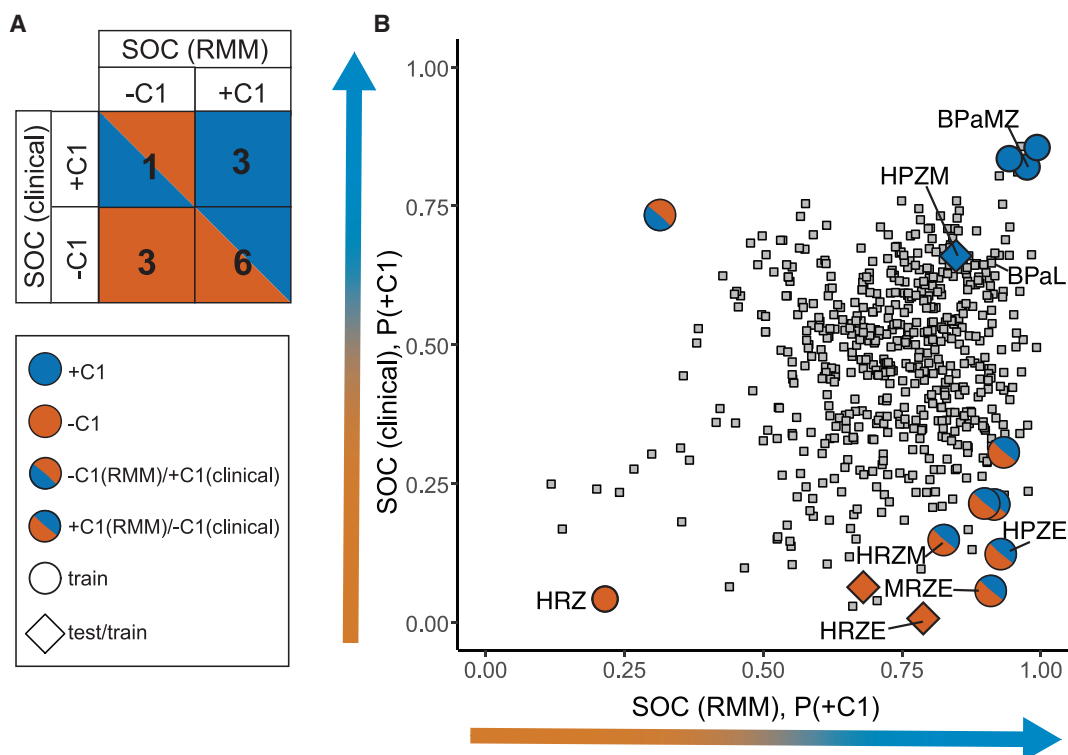 A
SOC (RMM)
-C1
+C1
SOC (clinical)
+C1
-C1
1
3
3
6
+C1
-C1
-C1(RMM)/+C1(clinical)
+C1(RMM)/-C1(clinical)
train
test/train
B
SOC (clinical), P(+C1)
1.00
0.75
0.50
0.25
0.00
BPaMZ
HPZM
BPaL
HPZE
HRZM
MRZE
HRZ
HRZE
0.00
0.25
0.50
0.75
1.00
SOC (RMM), P(+C1)